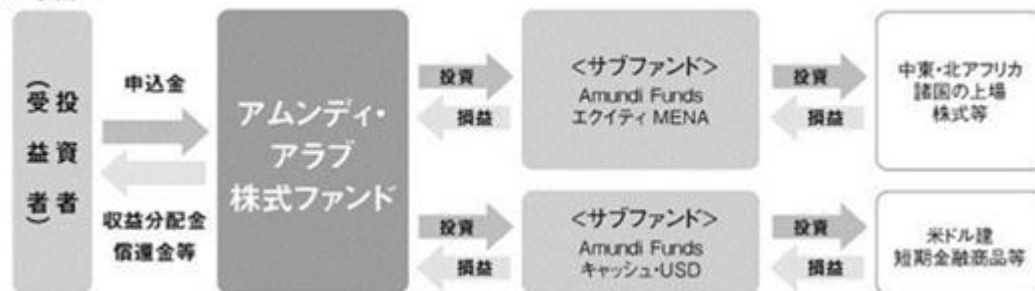 投資者
(受益者)
申込金
収益分配金
償還金等
アムンディ・
アラブ
株式ファンド
投資
損益
<サブファンド>
Amundi Funds
エクイティ MENA
投資
損益
中東・北アフリカ
諸国の上場
株式等
投資
損益
<サブファンド>
Amundi Funds
キャッシュ・USD
投資
損益
米ドル建
短期金融商品等